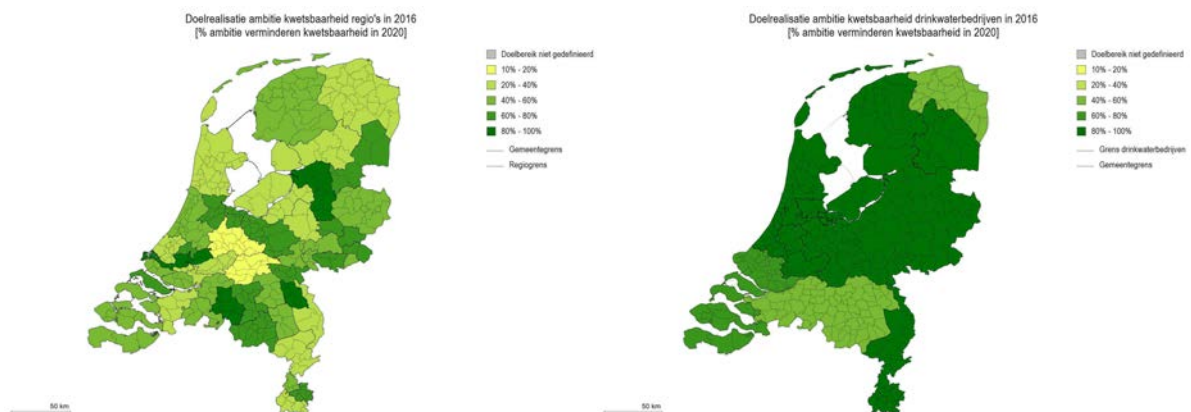 Doelrealisatie ambitie kwetsbaarheid regio's in 2016
[% ambitie verminderen kwetsbaarheid in 2020]
Doelbereik niet gedefinieerd
10% - 20%
20% - 40%
40% - 60%
60% - 80%
80% - 100%
Gemeentegrens
Regiogrens
50 km
Doelrealisatie ambitie kwetsbaarheid drinkwaterbedrijven in 2016
[% ambitie verminderen kwetsbaarheid in 2020]
Doelbereik niet gedefinieerd
10% - 20%
20% - 40%
40% - 60%
60% - 80%
80% - 100%
Grens drinkwaterbedrijven
Gemeentegrens
50 km